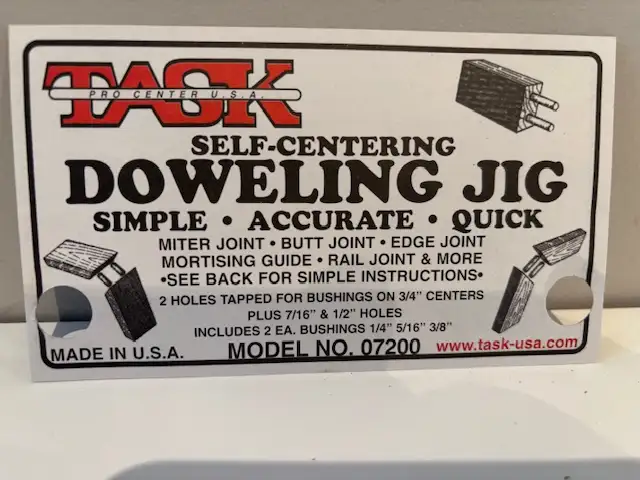 TASK
PRO CENTER U.S.A.
SELF-CENTERING
DOWELING JIG
SIMPLE • ACCURATE • QUICK
MITER JOINT • BUTT JOINT • EDGE JOINT
MORTISING GUIDE • RAIL JOINT & MORE
•SEE BACK FOR SIMPLE INSTRUCTIONS•
2 HOLES TAPPED FOR BUSHINGS ON 3/4" CENTERS
PLUS 7/16" & 1/2" HOLES
INCLUDES 2 EA. BUSHINGS 1/4" 5/16" 3/8"
MADE IN U.S.A. MODEL NO. 07200 www.task-usa.com